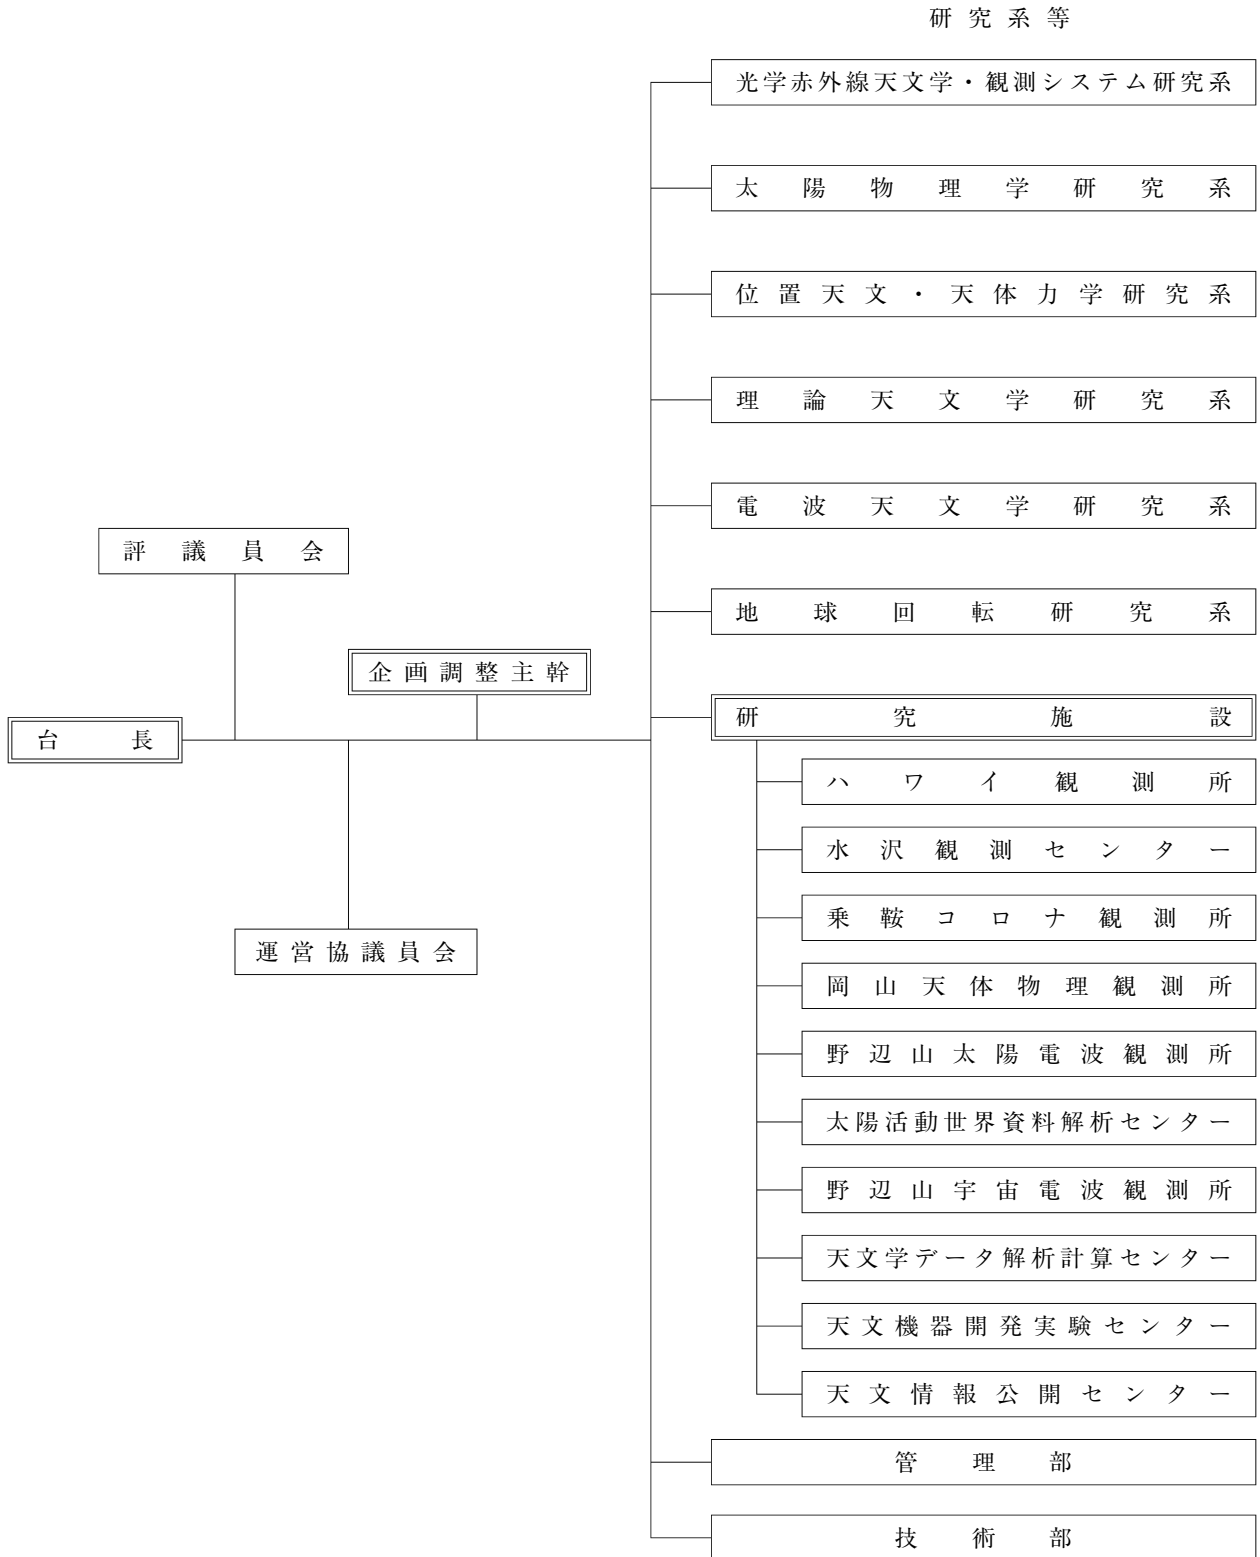 研究系等
光学赤外線天文学・観測システム研究系
太陽物理学研究系
位置天文・天体力学研究系
理論天文学研究系
電波天文学研究系
評議員会
地球回転研究系
企画調整主幹
台長
研究施設
ハワイ観測所
水沢観測センター
乗鞍コロナ観測所
運営協議員会
岡山天体物理観測所
野辺山太陽電波観測所
太陽活動世界資料解析センター
野辺山宇宙電波観測所
天文学データ解析計算センター
天文機器開発実験センター
天文情報公開センター
管理部
技術部